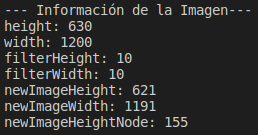 --- Información de la Imagen---
height: 630
width: 1200
filterHeight: 10
filterWidth: 10
newImageHeight: 621
newImageWidth: 1191
newImageHeightNode: 155